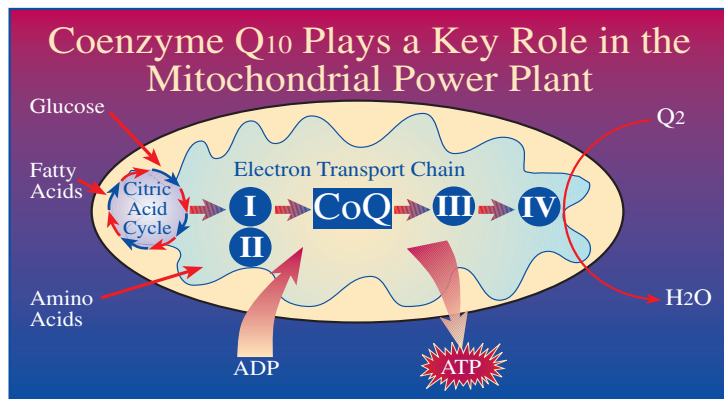 Coenzyme Q10 Plays a Key Role in the
Mitochondrial Power Plant
Glucose
Fatty
Acids
Amino
Acids
Citric
Acid
Cycle
Electron Transport Chain
I
II
CoQ
III
IV
Q2
H2O
ADP
ATP